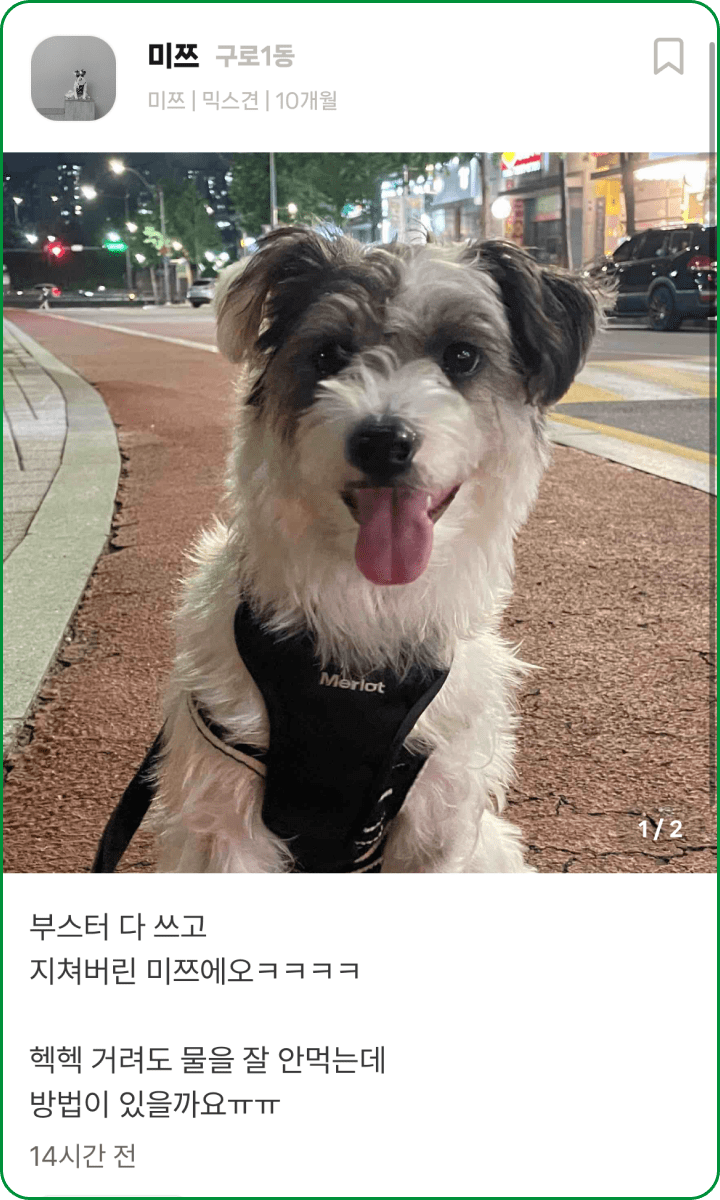 미쯔 구로1동
미쯔 | 믹스견 | 10개월
Merlot
1 / 2
부스터 다 쓰고
지쳐버린 미쯔에오ㅋㅋㅋㅋ
헥헥 거려도 물을 잘 안먹는데
방법이 있을까요ㅠㅠ
14시간 전